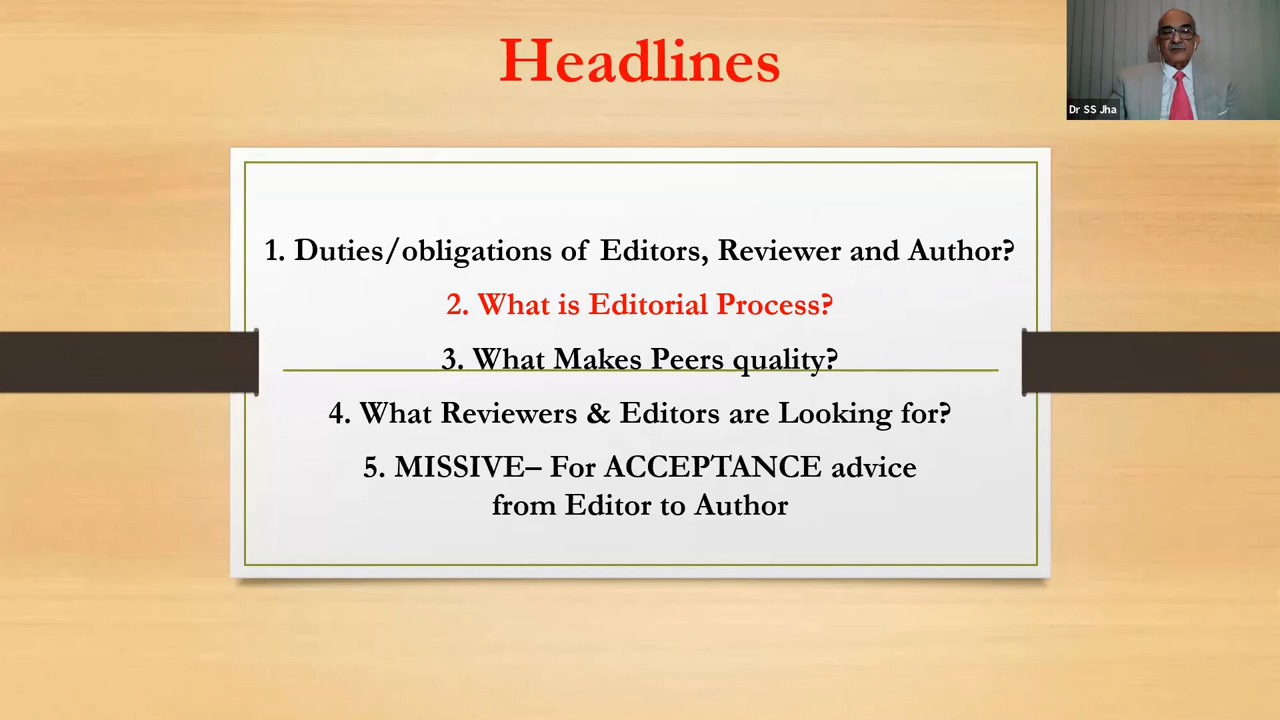 Headlines
Dr SS Jha
1. Duties/obligations of Editors, Reviewer and Author?
2. What is Editorial Process?
3. What Makes Peers quality?
4. What Reviewers & Editors are Looking for?
5. MISSIVE– For ACCEPTANCE advice
from Editor to Author